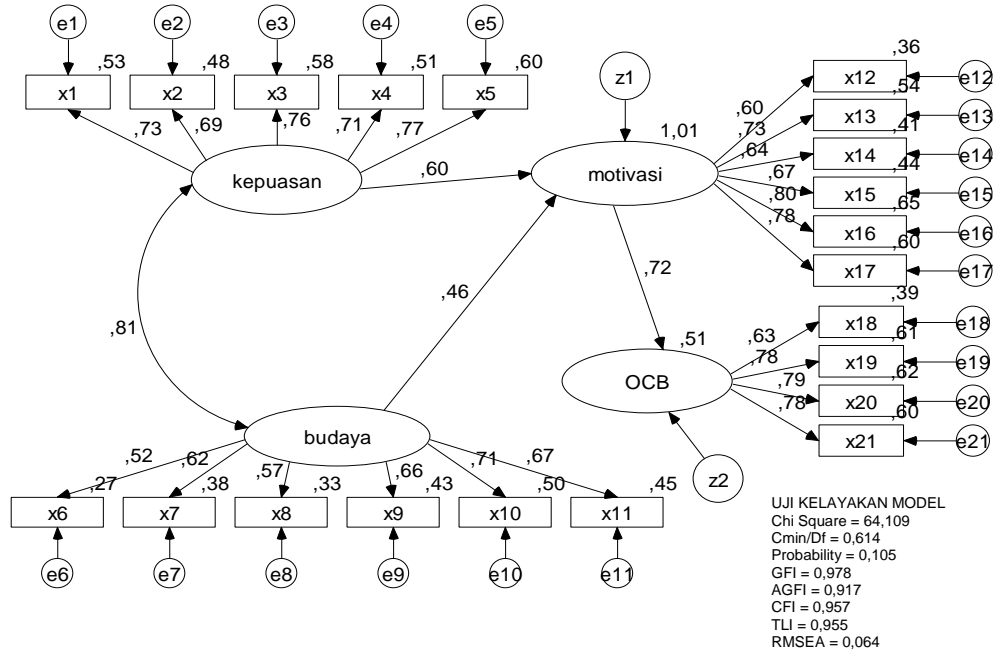 e1 e2 e3 e4 e5
,53 ,48 ,58 ,51 ,60
x1 x2 x3 x4 x5
,73 ,69 ,76 ,71 ,77
kepuasan
,60
z1
1,01
motivasi
,36
x12 e12
,54
x13 e13
,41
x14 e14
,44
x15 e15
,65
x16 e16
,60
x17 e17
,60
,73
,64
,67
,80
,78
,81
,46
,72
,51
OCB
z2
,39
x18 e18
,61
x19 e19
,62
x20 e20
,60
x21 e21
,63
,78
,79
,78
budaya
,52 ,62 ,57 ,66 ,71 ,67
,27 ,38 ,33 ,43 ,50 ,45
x6 x7 x8 x9 x10 x11
e6 e7 e8 e9 e10 e11
UJI KELAYAKAN MODEL
Chi Square = 64,109
Cmin/Df = 0,614
Probability = 0,105
GFI = 0,978
AGFI = 0,917
CFI = 0,957
TLI = 0,955
RMSEA = 0,064